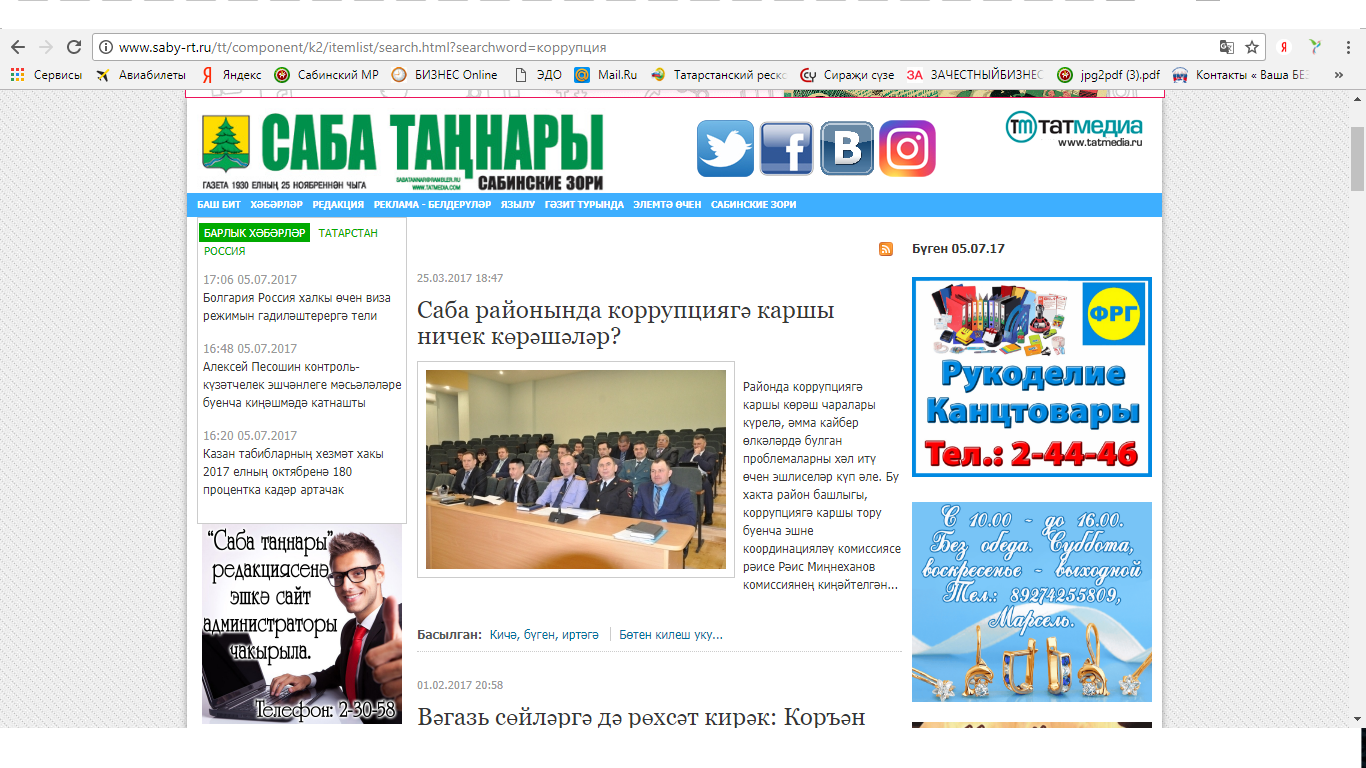 www.saby-rt.ru/tt/component/k2/itemlist/search.html?searchword=коррупция
Сервисы Авиабилеты Яндекс Сабинский МР БИЗНЕС Online ЭДО Mail.Ru Татарстанский реск Сираҗи сүзе ЗАЧЕСТНЫЙБИЗНЕС jpg2pdf (3).pdf Контакты « Ваша БЕЗ »
САБА ТАҢНАРЫ
ГАЗЕТА 1930 ЕЛНЫҢ 25 НОЯБРЕННӘН ЧЫГА
SABATANNARI@RAMBLER.RU
WWW.TATMEDIA.COM
САБИНСКИЕ ЗОРИ
ТАТМЕДИА
www.tatmedia.ru
БАШ БИТ ХӘБӘРЛӘР РЕДАКЦИЯ РЕКЛАМА - БЕЛДЕРҮЛӘР ЯЗЫЛУ ГӘЗИТ ТУРЫНДА ЭЛЕМТӘ ӨЧЕН САБИНСКИЕ ЗОРИ
БАРЛЫК ХӘБӘРЛӘР ТАТАРСТАН
РОССИЯ
17:06 05.07.2017
Болгария Россия халкы өчен виза
режимын гадиләштерергә тели
16:48 05.07.2017
Алексей Песошин контроль-
күзәтчелек эшчәнлеге мәсьәләләре
буенча киңәшмәдә катнашты
16:20 05.07.2017
Казан табибларның хезмәт хакы
2017 елның октябренә 180
процентка кадәр артачак
“Саба таңнары”
редакциясенә
эшкә сайт
администраторы
чакырыла.
Телефон: 2-30-58
25.03.2017 18:47
Саба районында коррупциягә каршы
ничек көрәшәләр?
Районда коррупциягә
каршы көрәш чаралары
күрелә, әмма кайбер
өлкәләрдә булган
проблемаларны хәл итү
өчен эшлиселәр күп әле. Бу
хакта район башлыгы,
коррупциягә каршы тору
буенча эшне
координацияләү комиссиясе
рәисе Рәис Миңнеханов
комиссиянең киңәйтелгән...
Басылган: Кичә, бүген, иртәгә Бөтен килеш уку...
01.02.2017 20:58
Вәгазь сөйләргә дә рөхсәт кирәк: Коръән
Бүген 05.07.17
ФРГ
Рукоделие
Канцтовары
Тел.: 2-44-46
С 10.00 - до 16.00.
Без обеда. Суббота,
воскресенье - выходной
Тел.: 89274255809,
Марсель.